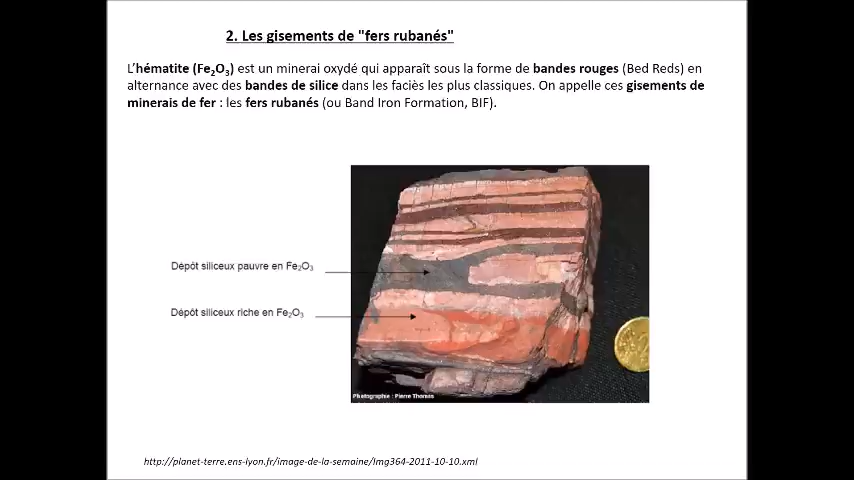 2. Les gisements de "fers rubanés"
L'hématite (Fe₂O₃) est un minerai oxydé qui apparaît sous la forme de bandes rouges (Bed Reds) en
alternance avec des bandes de silice dans les faciès les plus classiques. On appelle ces gisements de
minerais de fer : les fers rubanés (ou Band Iron Formation, BIF).
Dépôt siliceux pauvre en Fe₂O₃
Dépôt siliceux riche en Fe₂O₃
Photographie : Pierre Thomas
http://planet-terre.ens-lyon.fr/image-de-la-semaine/Img364-2011-10-10.xml